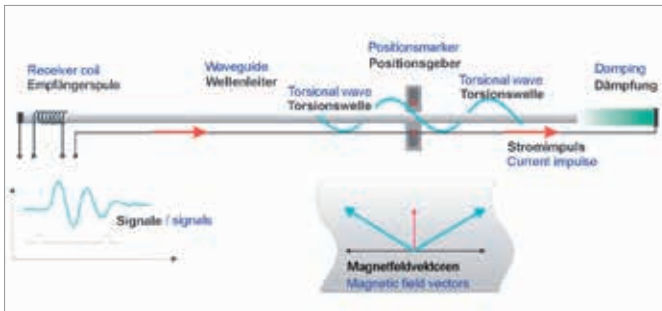 Positionsmarker
Positionsgeber
Receiver coil
Empfängerspule
Waveguide
Wellenleiter
Torsional wave
Torsionswelle
Torsional wave
Torsionswelle
Damping
Dämpfung
Stromimpuls
Current impulse
Signale / signals
Magnetfeldvektoren
Magnetic field vectors